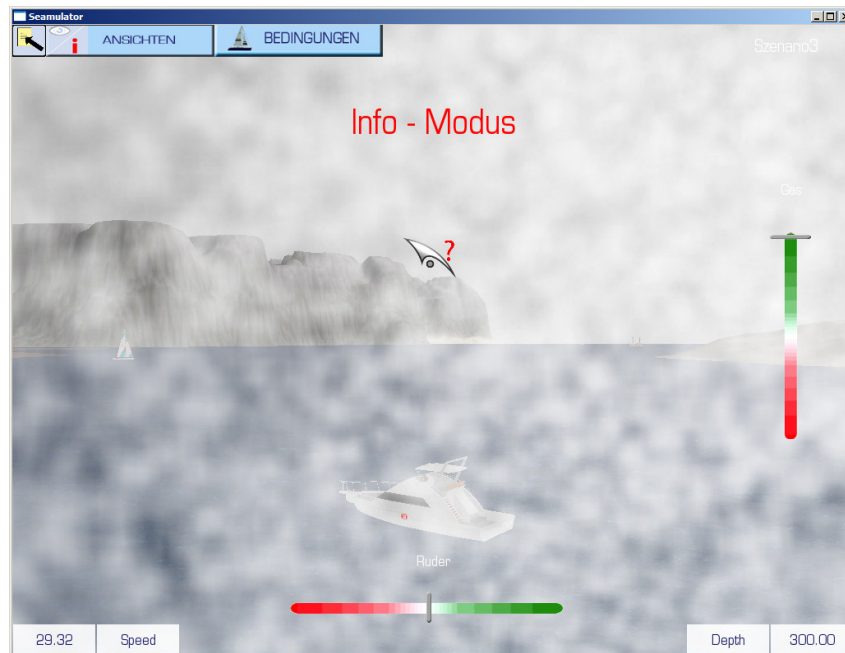 Seamulator
i
ANSICHTEN
BEDINGUNGEN
Szenario3
Info - Modus
Gas
?
Ruder
29.32 Speed
Depth 300.00